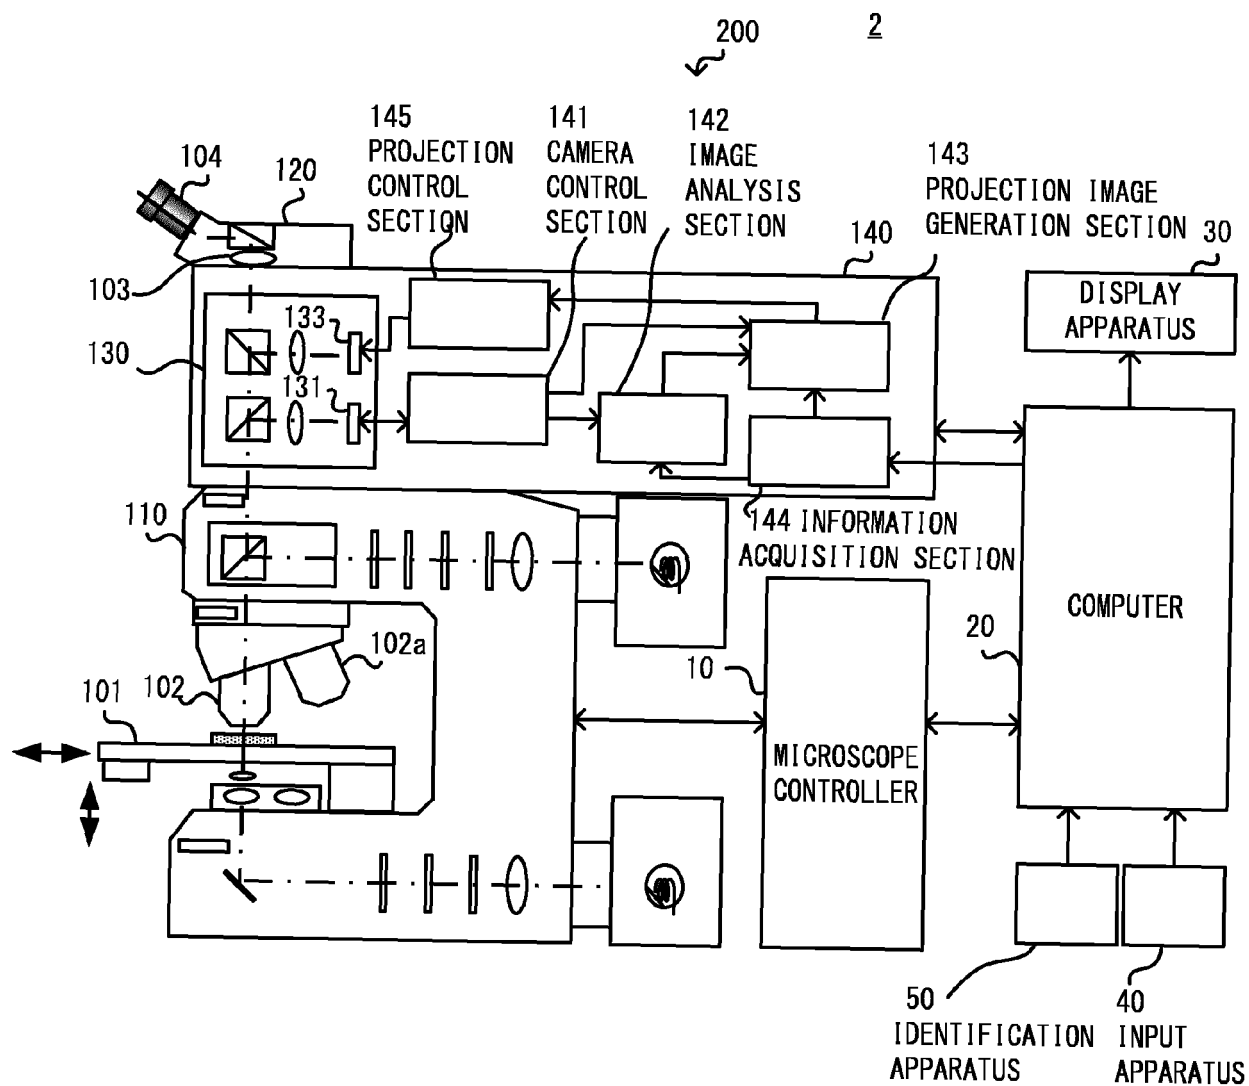 2
200
145
PROJECTION
CONTROL
SECTION
141
CAMERA
CONTROL
SECTION
142
IMAGE
ANALYSIS
SECTION
143
PROJECTION IMAGE
GENERATION SECTION
104
120
140
30
103
DISPLAY
APPARATUS
133
130
131
110
144 INFORMATION
ACQUISITION SECTION
COMPUTER
20
102a
10
102
101
MICROSCOPE
CONTROLLER
50
IDENTIFICATION
APPARATUS
40
INPUT
APPARATUS